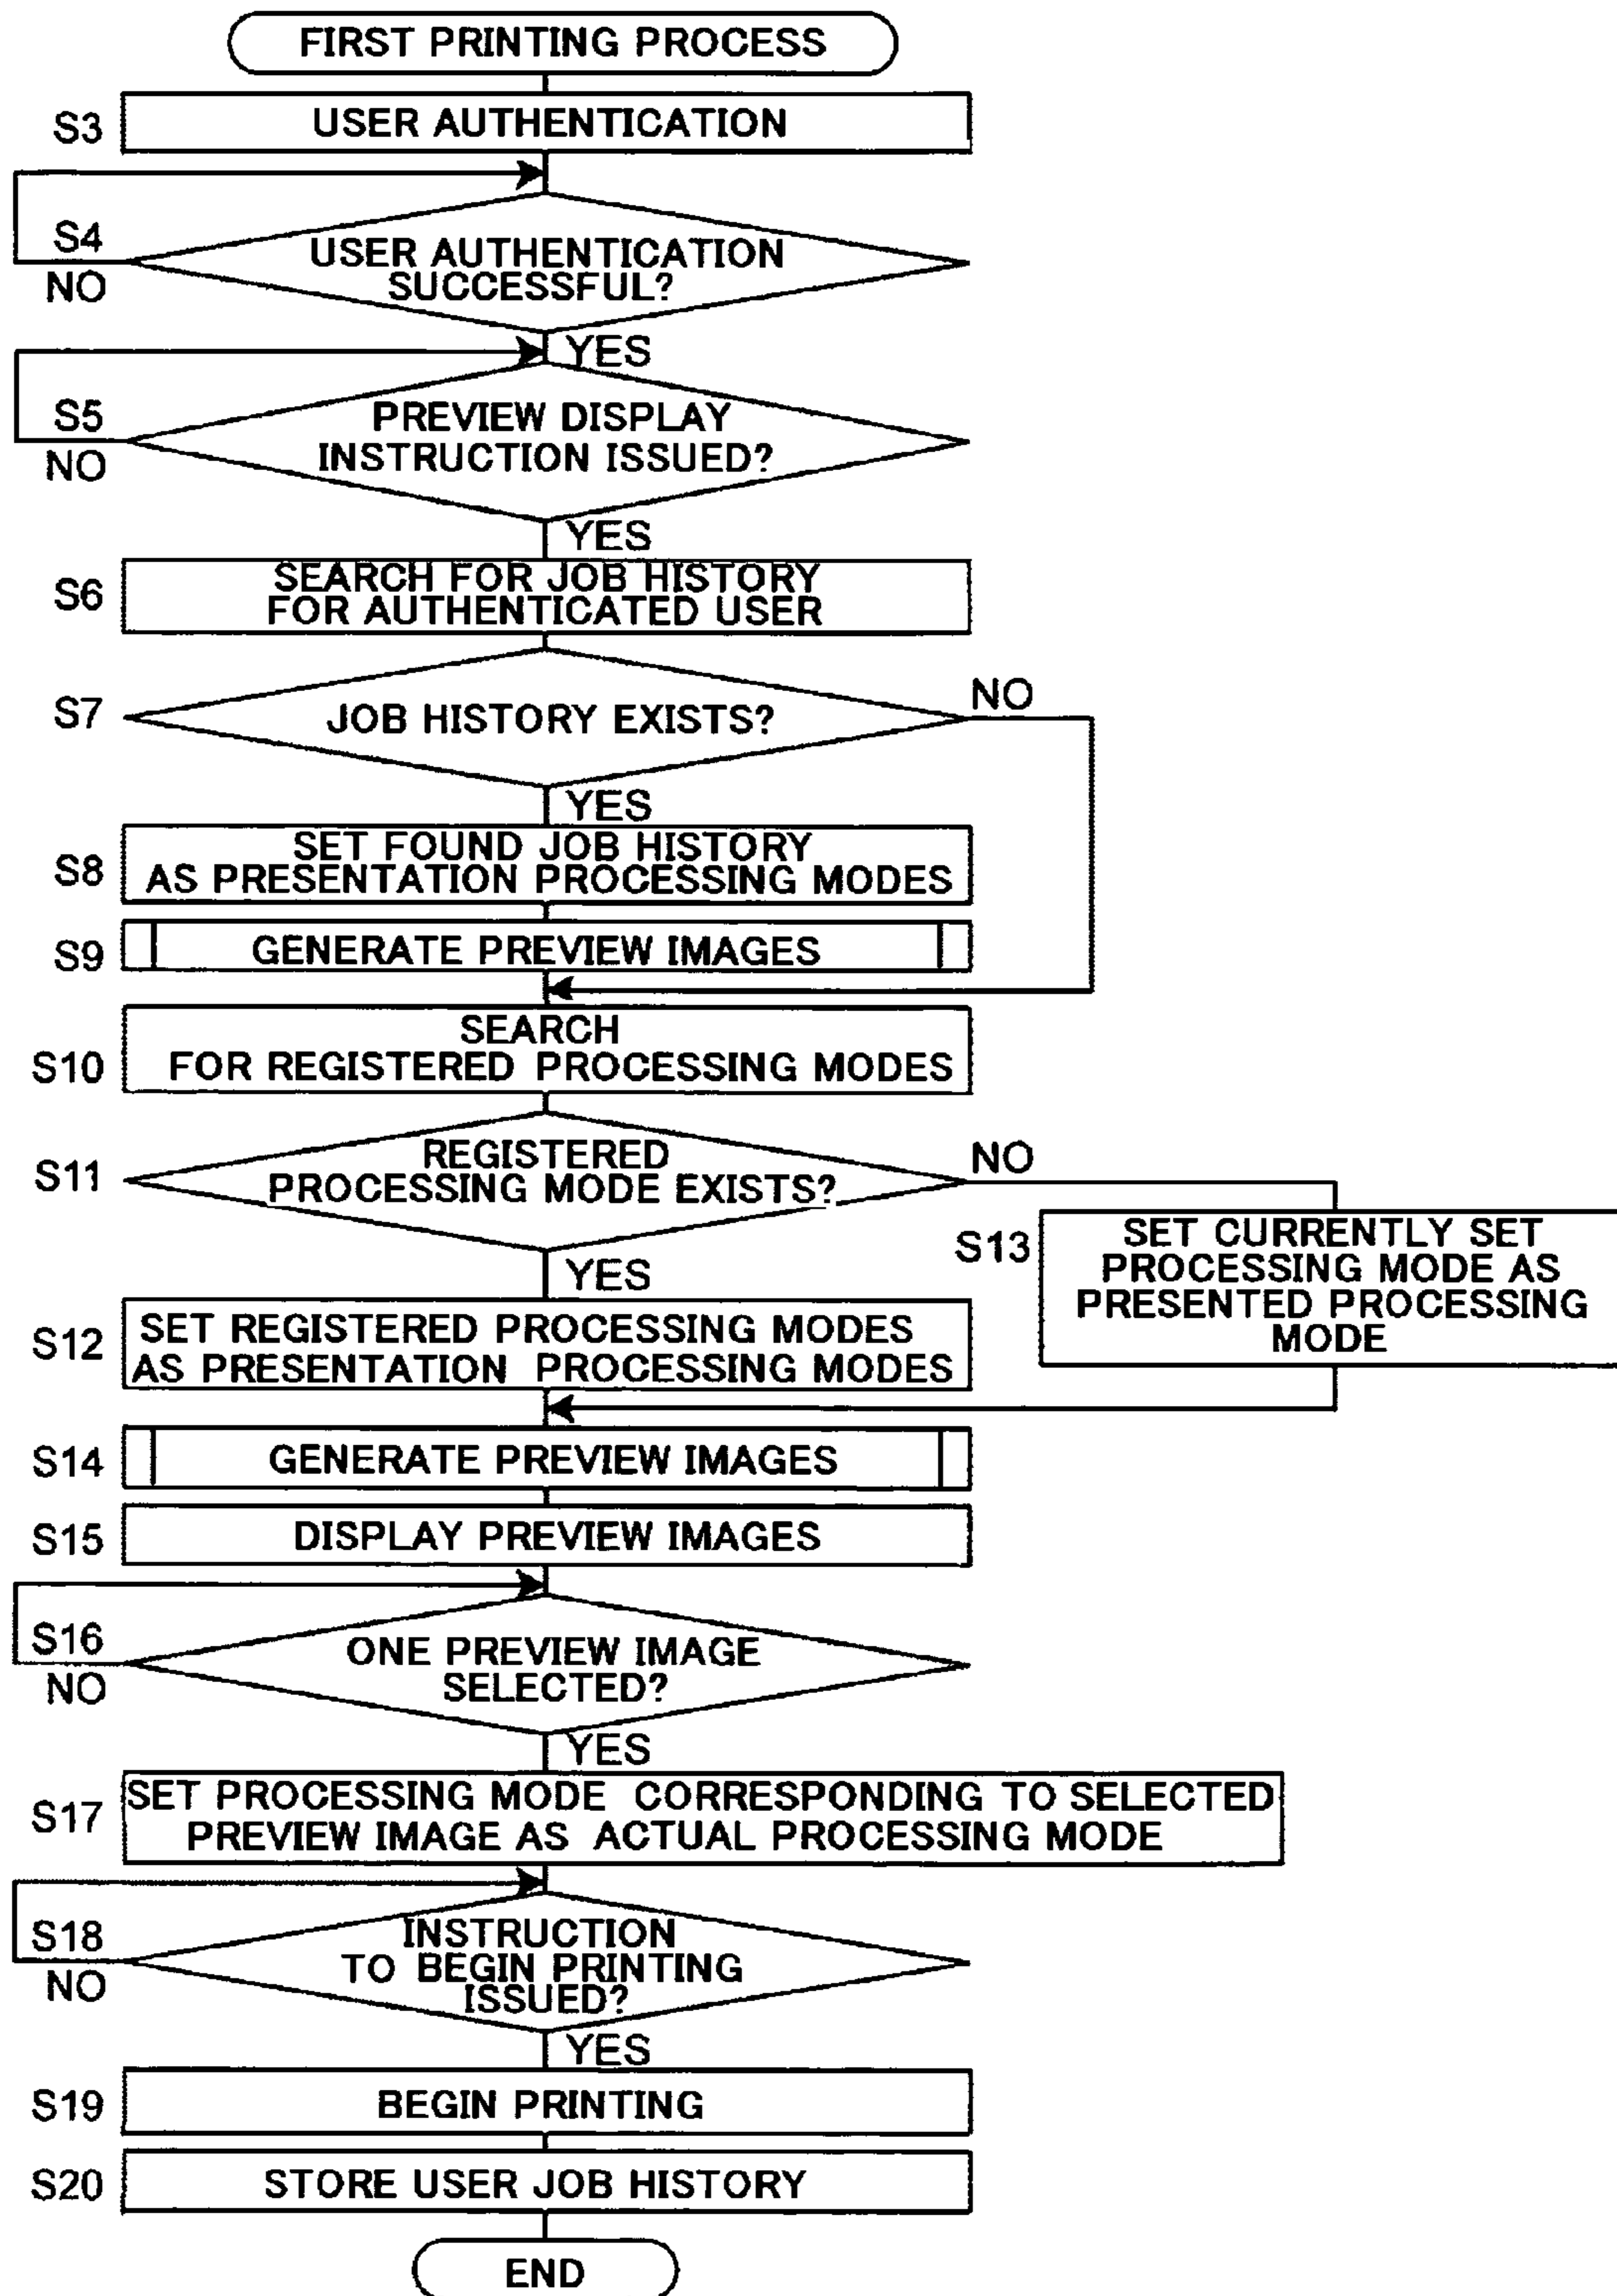 FIRST PRINTING PROCESS
S3
USER AUTHENTICATION
S4
NO
USER AUTHENTICATION
SUCCESSFUL?
YES
S5
NO
PREVIEW DISPLAY
INSTRUCTION ISSUED?
YES
S6
SEARCH FOR JOB HISTORY
FOR AUTHENTICATED USER
S7
JOB HISTORY EXISTS?
NO
YES
S8
SET FOUND JOB HISTORY
AS PRESENTATION PROCESSING MODES
S9
GENERATE PREVIEW IMAGES
S10
SEARCH
FOR REGISTERED PROCESSING MODES
S11
REGISTERED
PROCESSING MODE EXISTS?
NO
YES
S13
SET CURRENTLY SET
PROCESSING MODE AS
PRESENTED PROCESSING
MODE
S12
SET REGISTERED PROCESSING MODES
AS PRESENTATION PROCESSING MODES
S14
GENERATE PREVIEW IMAGES
S15
DISPLAY PREVIEW IMAGES
S16
NO
ONE PREVIEW IMAGE
SELECTED?
YES
S17
SET PROCESSING MODE CORRESPONDING TO SELECTED
PREVIEW IMAGE AS ACTUAL PROCESSING MODE
S18
NO
INSTRUCTION
TO BEGIN PRINTING
ISSUED?
YES
S19
BEGIN PRINTING
S20
STORE USER JOB HISTORY
END